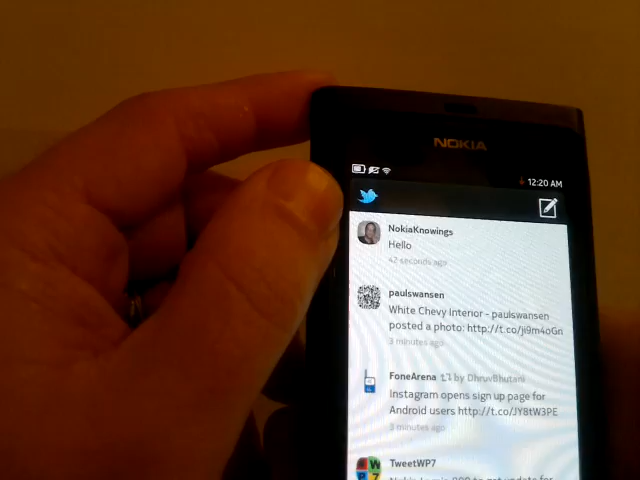 NOKIA
12:20 AM
NokiaKnowings
Hello
42 seconds ago
paulswansen
White Chevy Interior - paulswansen
posted a photo: http://t.co/ji9m4oGn
3 minutes ago
FoneArena by DhruvBhutani
Instagram opens sign up page for
Android users http://t.co/JY8tW3PE
3 minutes ago
TweetWP7